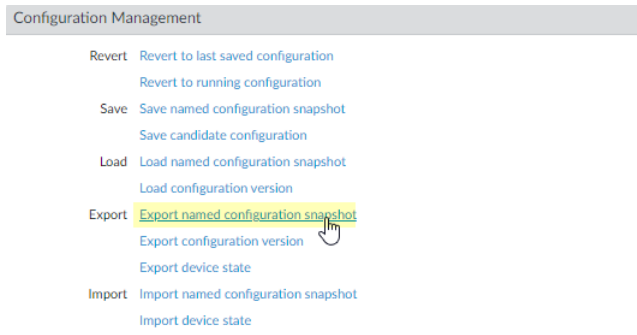 Configuration Management
Revert Revert to last saved configuration
Revert to running configuration
Save Save named configuration snapshot
Save candidate configuration
Load Load named configuration snapshot
Load configuration version
Export Export named configuration snapshot
Export configuration version
Export device state
Import Import named configuration snapshot
Import device state